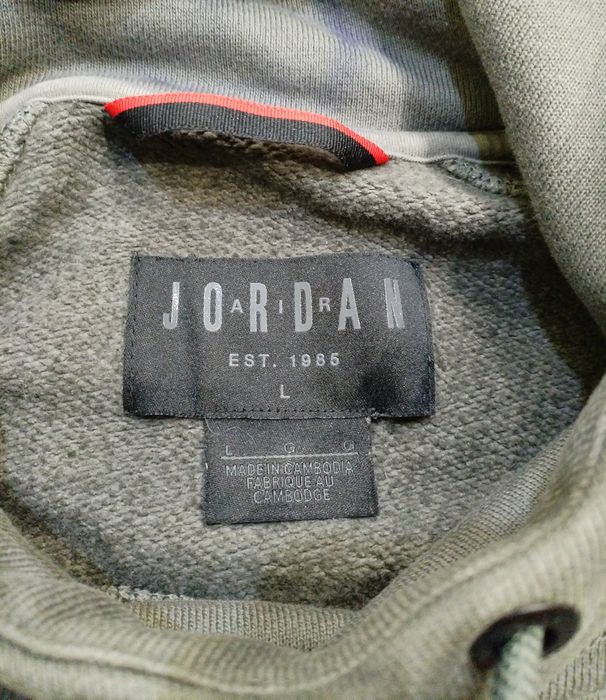 JORDAN
AIR
EST. 1985
L
L G G
MADE IN CAMBODIA
FABRIQUE AU
CAMBODGE